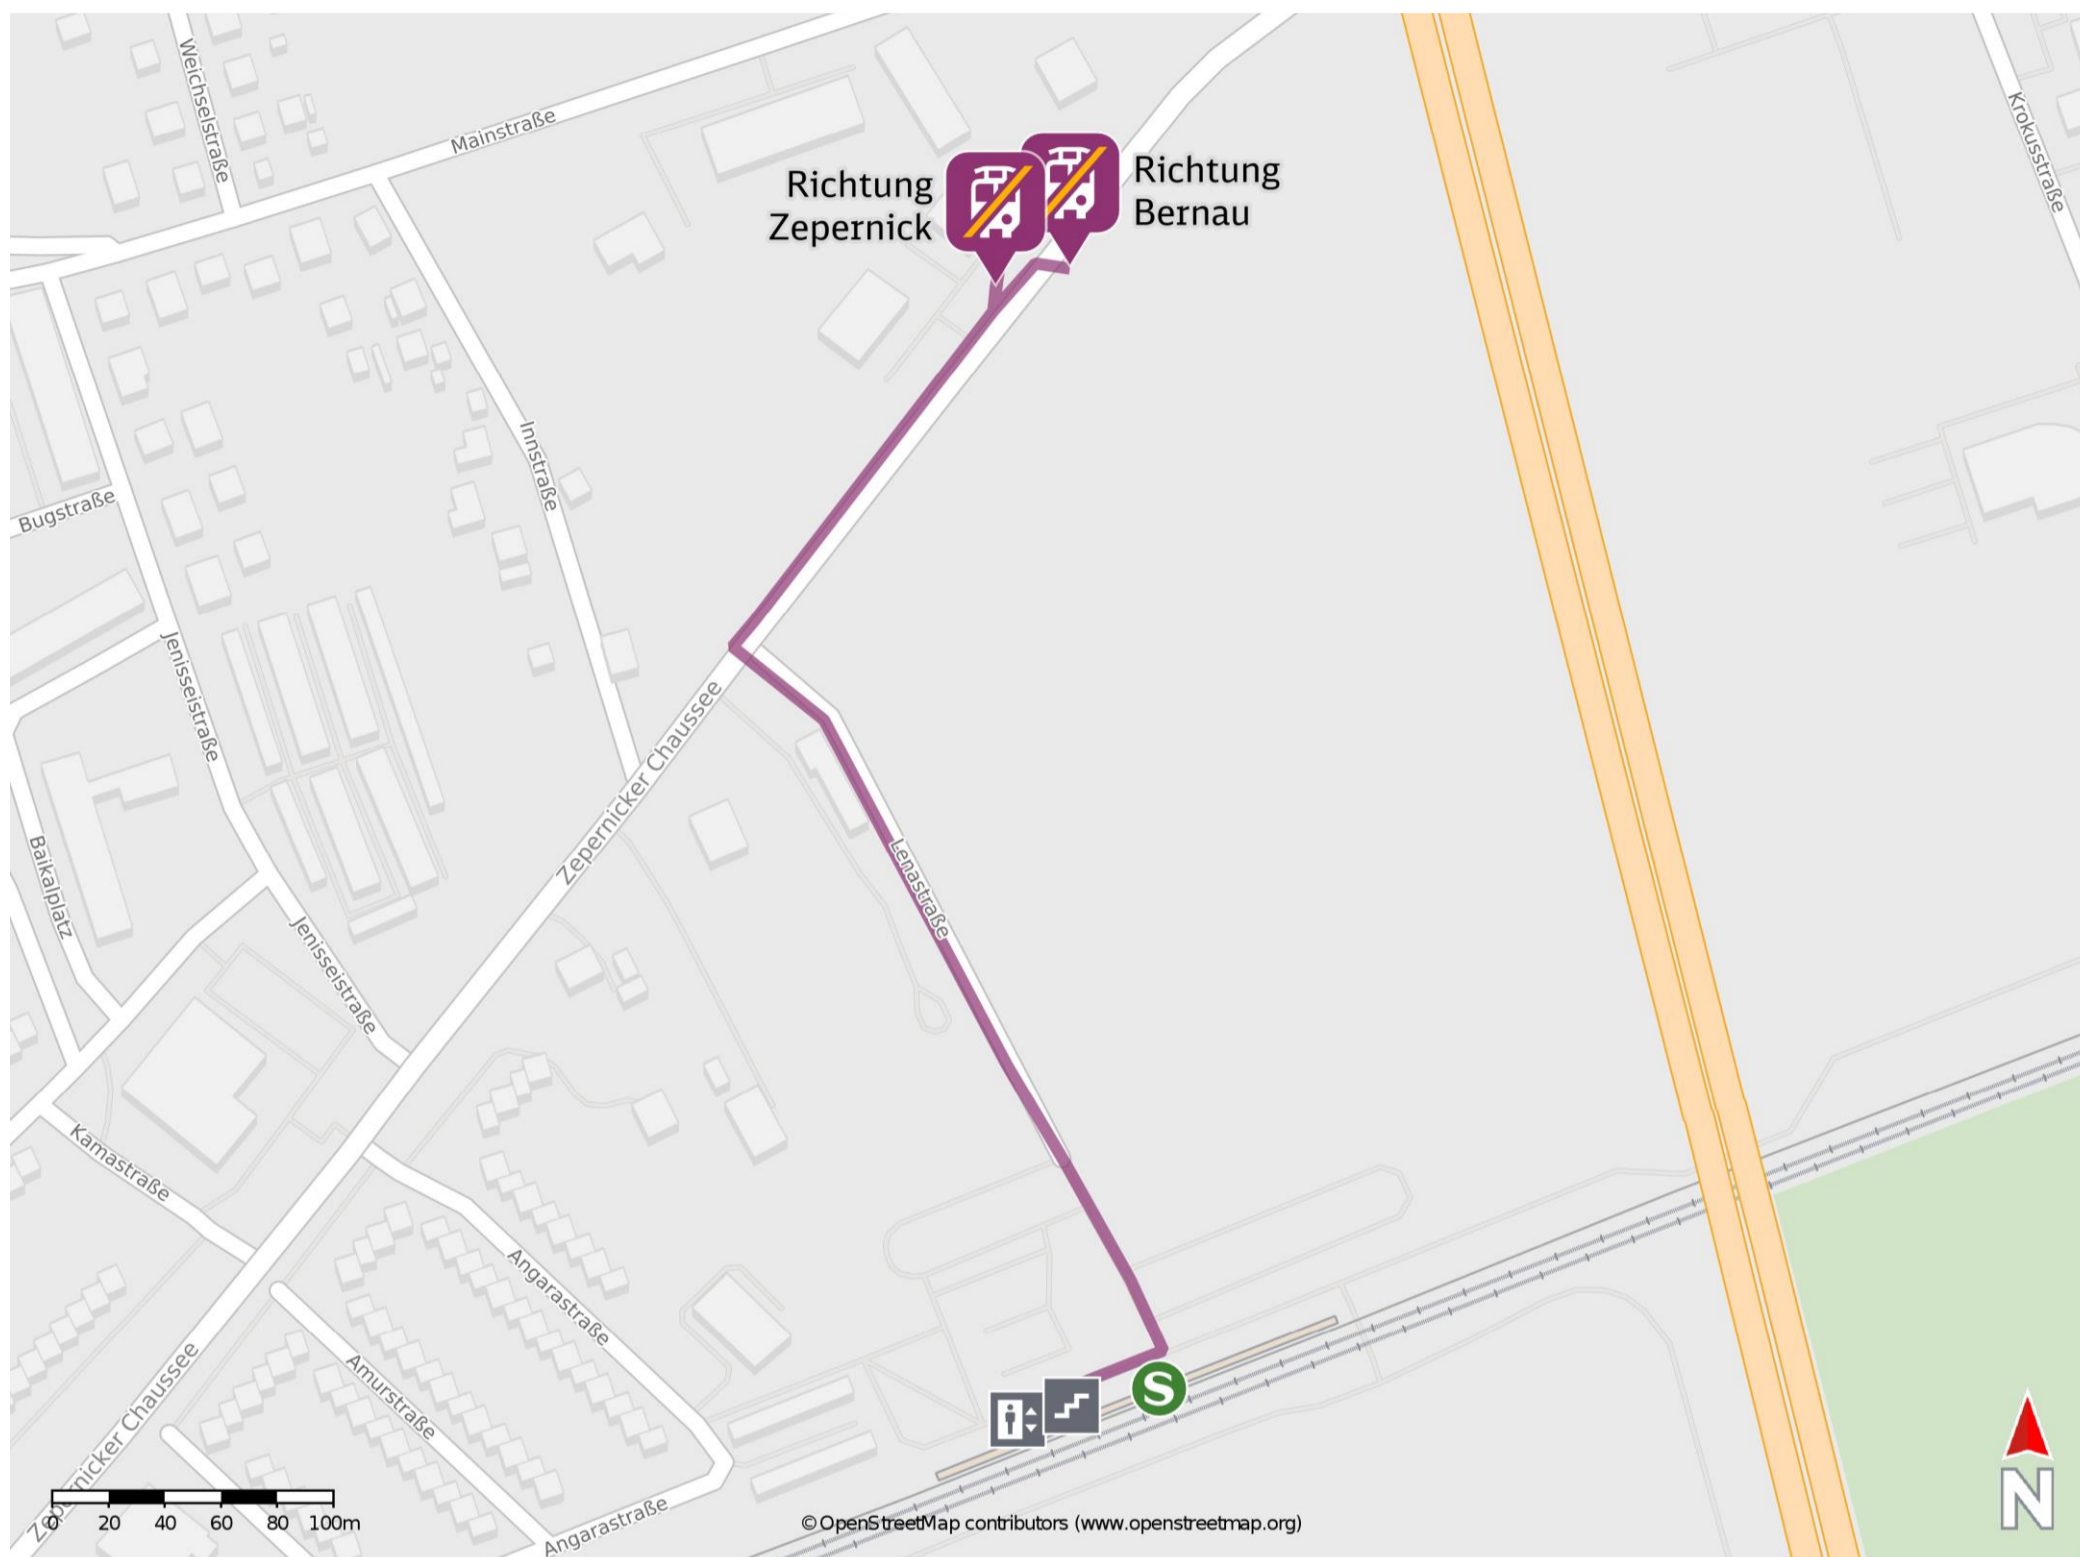 Weichselstraße
Mainstraße
Krokusstraße
Richtung
Zepernick
Richtung
Bernau
Innstraße
Bugstraße
Jenisseistraße
Zepernicker Chaussee
Baikalplatz
Lenastraße
Jenisseistraße
Kamastraße
Angarastraße
Amurstraße
Zepernicker Chaussee
Angarastraße
S
N
0 20 40 60 80 100m
© OpenStreetMap contributors (www.openstreetmap.org)